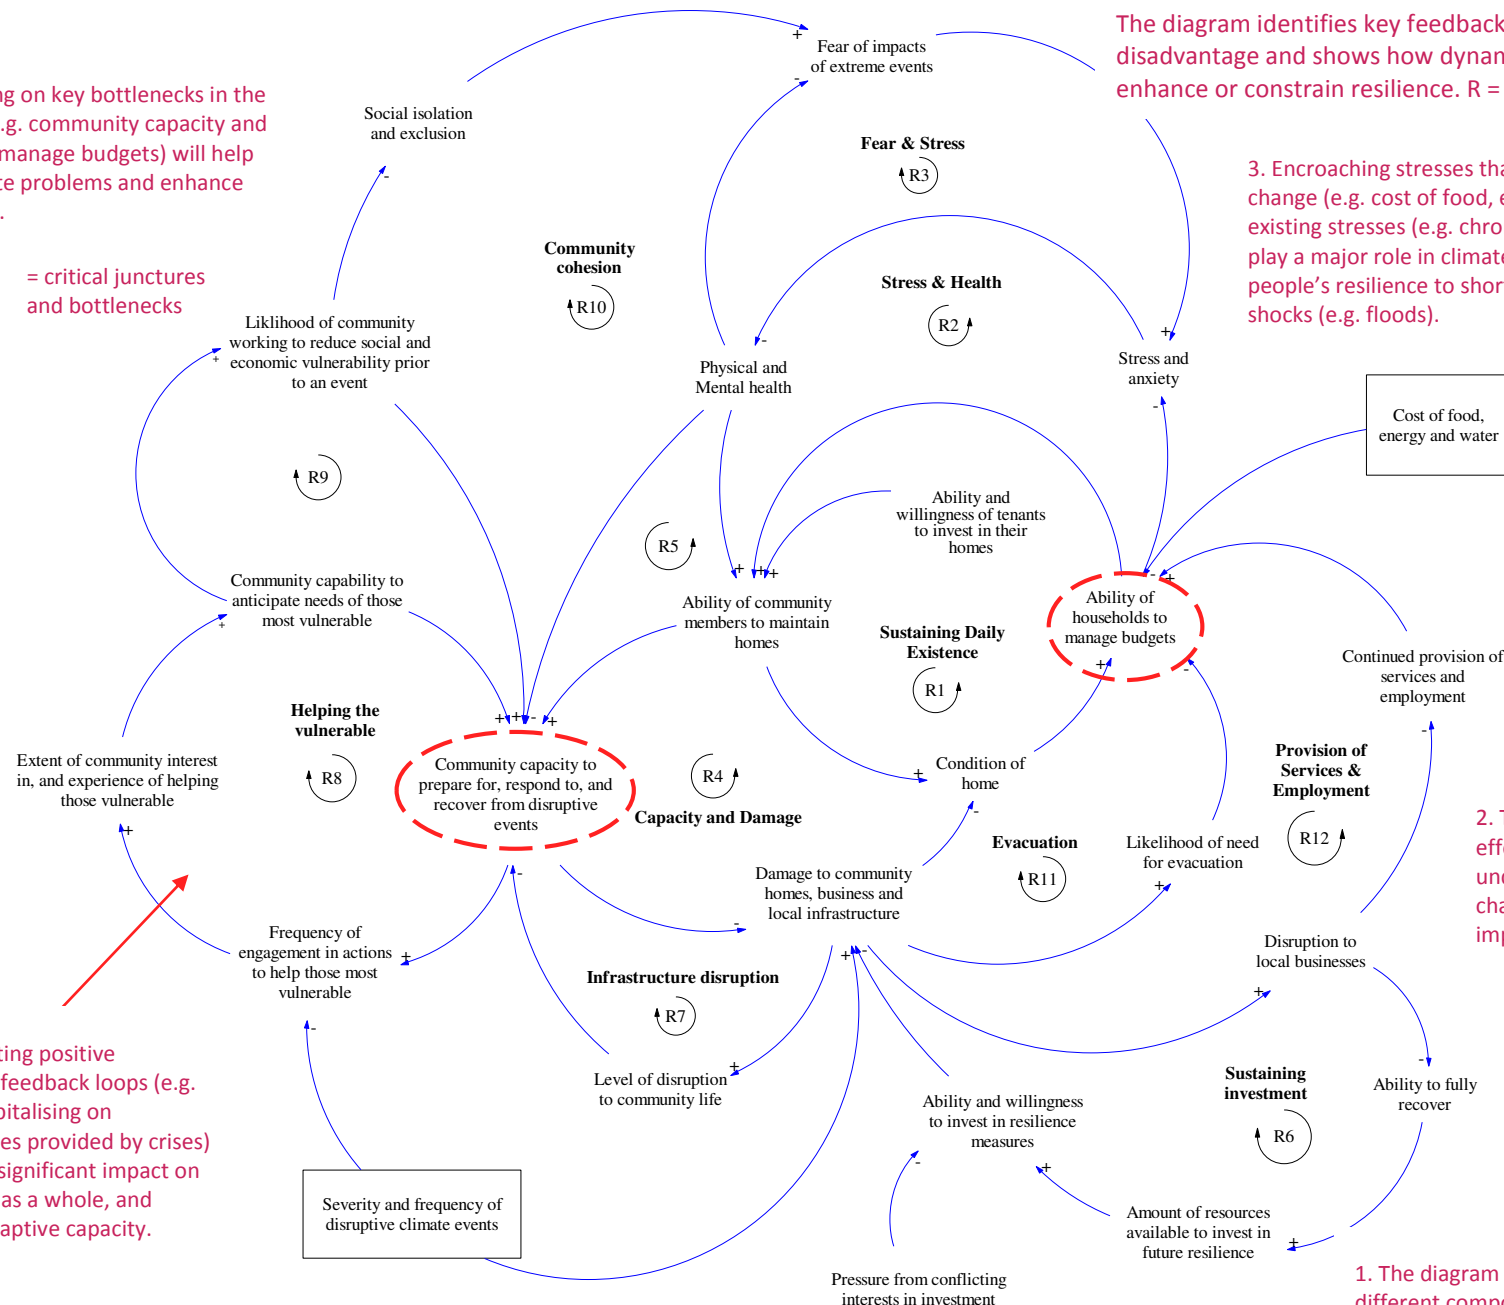 The diagram identifies key feedback
disadvantage and shows how dynam
enhance or constrain resilience. R =
ng on key bottlenecks in the
.g. community capacity and
manage budgets) will help
te problems and enhance
.
= critical junctures
and bottlenecks
3. Encroaching stresses tha
change (e.g. cost of food, e
existing stresses (e.g. chro
play a major role in climate
people’s resilience to short
shocks (e.g. floods).
+
Fear of impacts
of extreme events
-
Social isolation
and exclusion
-
Fear & Stress
R3
Community
cohesion
R10
Stress & Health
R2
Liklihood of community
working to reduce social and
economic vulnerability prior
to an event
+
Physical and
Mental health
-
+
Stress and
anxiety
-
Cost of food,
energy and water
R9
R5
Ability and
willingness of tenants
to invest in their
homes
Community capability to
anticipate needs of those
most vulnerable
+
+ + +
Ability of community
members to maintain
homes
- +
Ability of
households to
manage budgets
+ -
Sustaining Daily
Existence
R1
Continued provision of
services and
employment
-
Helping the
vulnerable
R8
Extent of community interest
in, and experience of helping
those vulnerable
+
+ + - +
Community capacity to
prepare for, respond to, and
recover from disruptive
events
-
R4
Capacity and Damage
+
Condition of
home
-
Provision of
Services &
Employment
R12
Evacuation
R11
Likelihood of need
for evacuation
+
2. T
effe
und
cha
imp
Damage to community
homes, business and
local infrastructure
-
+ -
Frequency of
engagement in actions
to help those most
vulnerable
+
-
Disruption to
local businesses
+
Infrastructure disruption
R7
Level of disruption
to community life
+
Sustaining
investment
R6
-
Ability to fully
recover
Ability and willingness
to invest in resilience
measures
-
+
ting positive
feedback loops (e.g.
pitalising on
es provided by crises)
significant impact on
as a whole, and
aptive capacity.
Severity and frequency of
disruptive climate events
Amount of resources
available to invest in
future resilience
+
Pressure from conflicting
interests in investment
1. The diagram
different compo